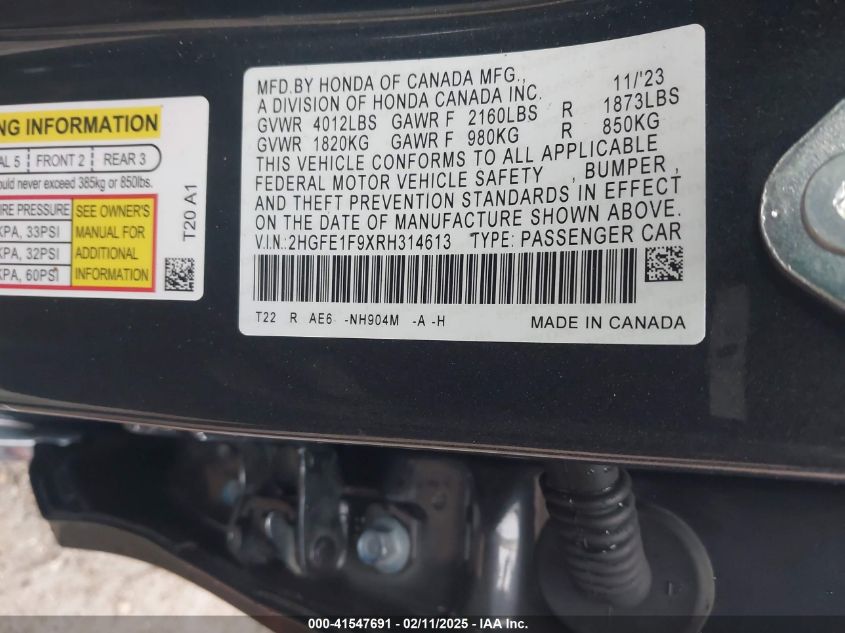 NG INFORMATION
AL 5 FRONT 2 REAR 3
ould never exceed 385kg or 850lbs.
IRE PRESSURE SEE OWNER'S
KPA, 33PSI MANUAL FOR
KPA, 32PSI ADDITIONAL
KPA, 60PSI INFORMATION
T20 A1
MFD.BY HONDA OF CANADA MFG., 11/'23
A DIVISION OF HONDA CANADA INC.
GVWR 4012LBS GAWR F 2160LBS R 1873LBS
GVWR 1820KG GAWR F 980KG R 850KG
THIS VEHICLE CONFORMS TO ALL APPLICABLE
FEDERAL MOTOR VEHICLE SAFETY , BUMPER,
AND THEFT PREVENTION STANDARDS IN EFFECT
ON THE DATE OF MANUFACTURE SHOWN ABOVE.
V.I.N.:2HGFE1F9XRH314613 TYPE: PASSENGER CAR
T22 R AE6 -NH904M -A -H MADE IN CANADA
000-41547691 - 02/11/2025 - IAA Inc.